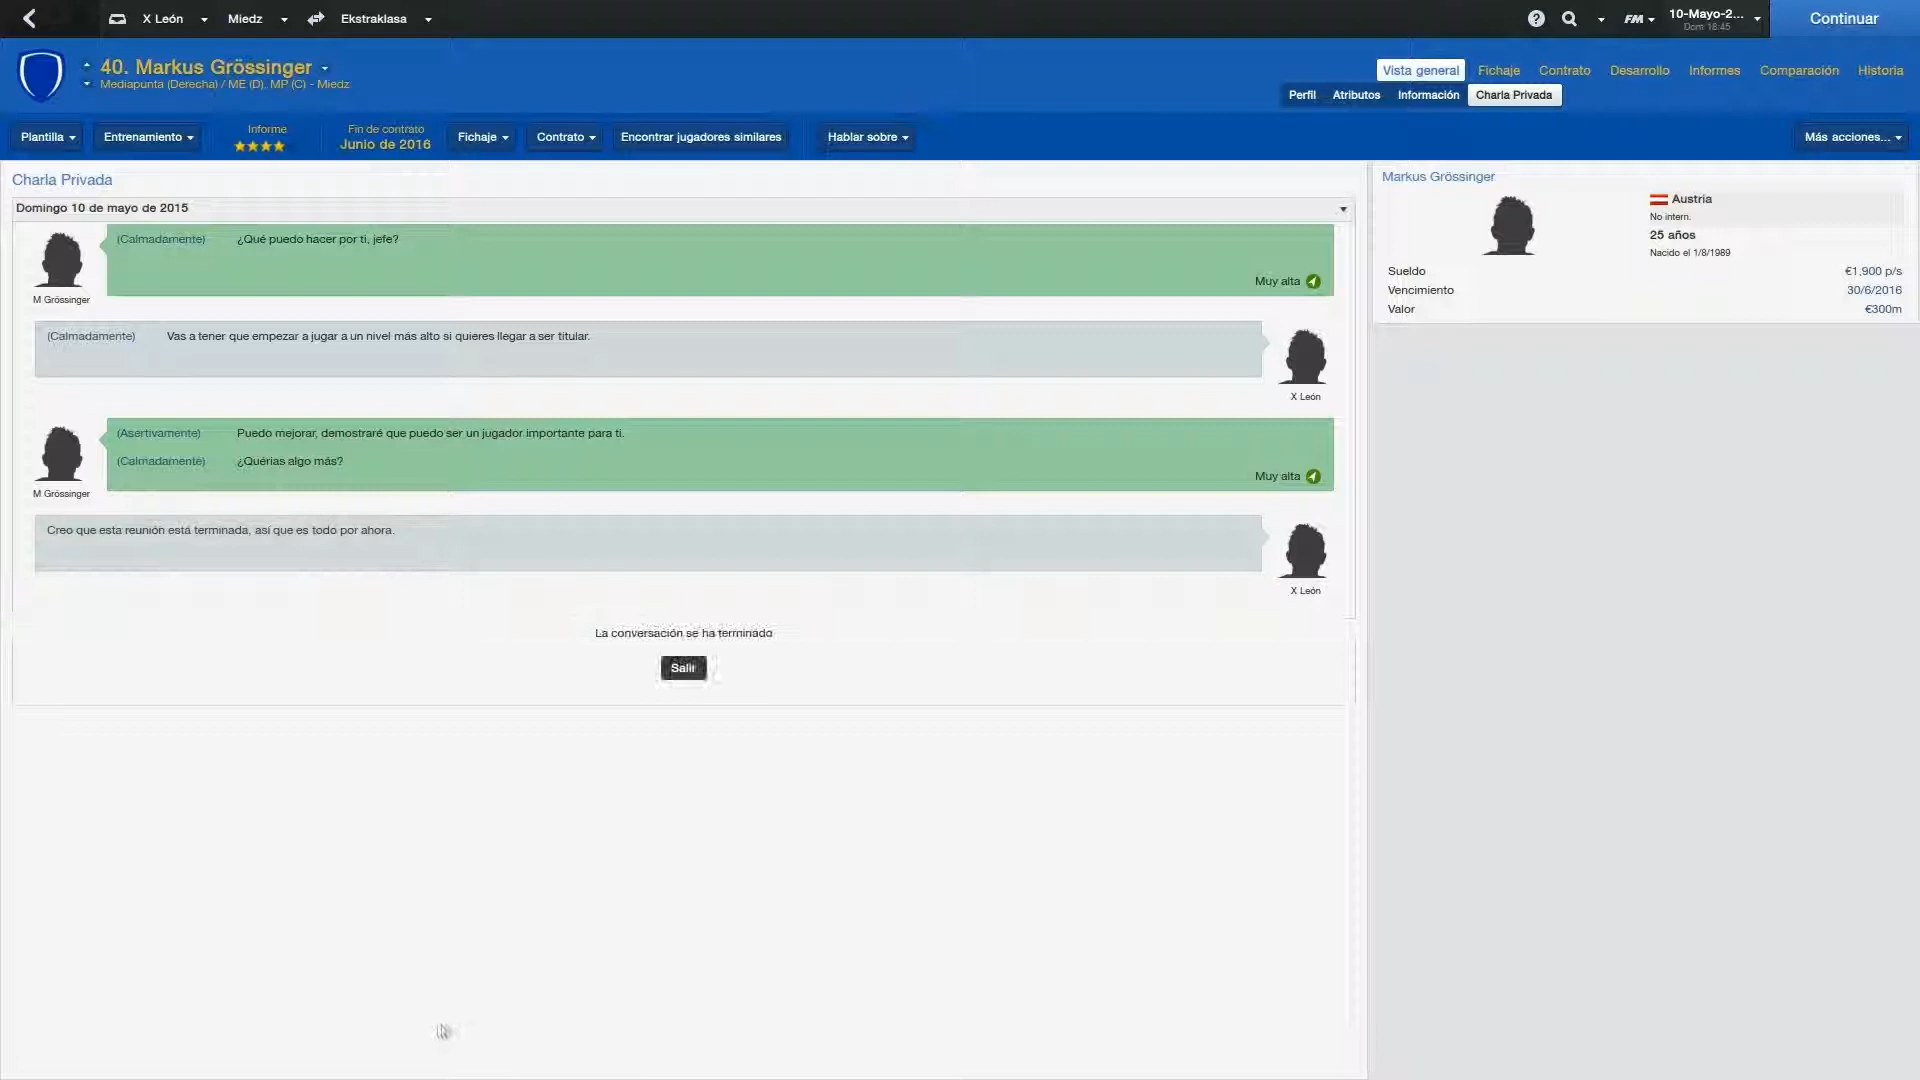 X León
Miedz
Ekstraklasa
FM
10-Mayo-2...
Dom 18:45
Continuar
40. Markus Grössinger
Mediapunta (Derecha) / ME (D), MP (C) - Miedz
Vista general
Fichaje
Contrato
Desarrollo
Informes
Comparación
Historia
Perfil
Atributos
Información
Charla Privada
Plantilla
Entrenamiento
Informe
Fin de contrato
Junio de 2016
Fichaje
Contrato
Encontrar jugadores similares
Hablar sobre
Más acciones...
Charla Privada
Domingo 10 de mayo de 2015
(Calmadamente) ¿Qué puedo hacer por ti, jefe?
Muy alta
M Grössinger
(Calmadamente) Vas a tener que empezar a jugar a un nivel más alto si quieres llegar a ser titular.
X León
(Asertivamente) Puedo mejorar, demostraré que puedo ser un jugador importante para ti.
(Calmadamente) ¿Quérias algo más?
Muy alta
M Grössinger
Creo que esta reunión está terminada, así que es todo por ahora.
X León
La conversación se ha terminado
Salir
Markus Grössinger
Austria
No intern.
25 años
Nacido el 1/8/1989
Sueldo €1,900 p/s
Vencimiento 30/6/2016
Valor €300m